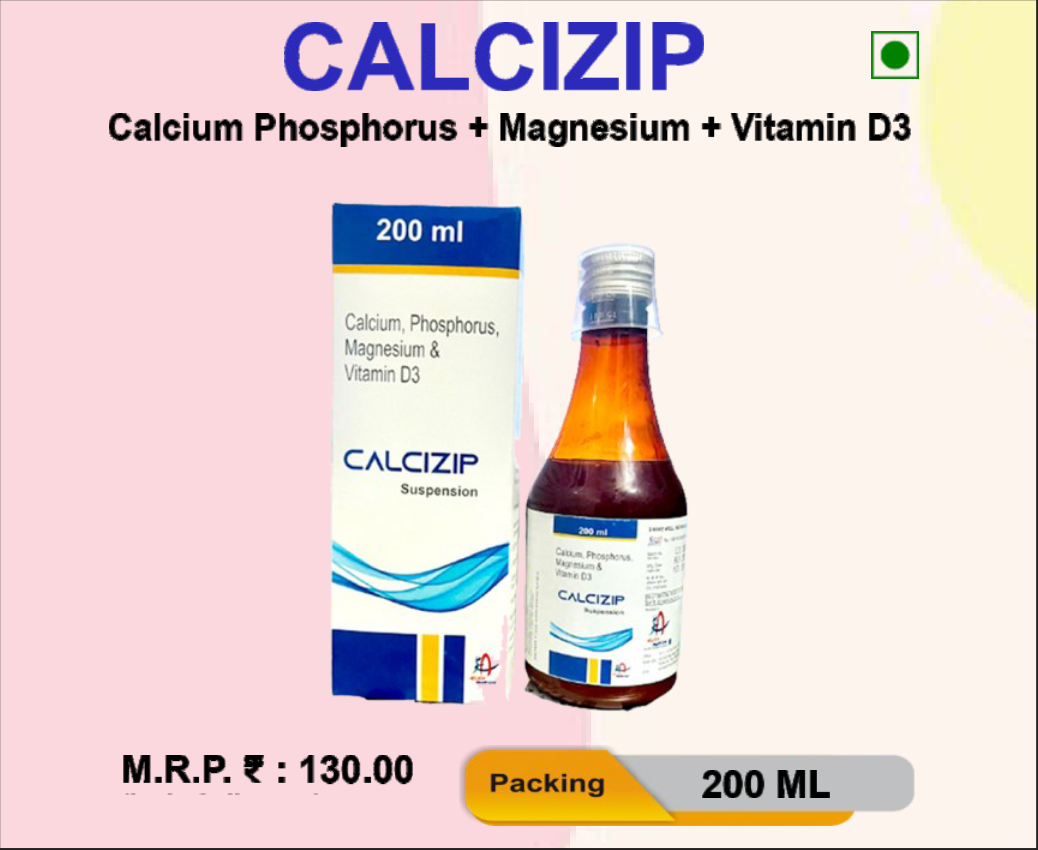 CALCIZIP
Calcium Phosphorus + Magnesium + Vitamin D3
200 ml
Calcium, Phosphorus,
Magnesium &
Vitamin D3
CALCIZIP
Suspension
200 ml
Calcium, Phosphorus,
Magnesium &
Vitamin D3
CALCIZIP
Suspension
M.R.P. ₹ : 130.00
Packing
200 ML